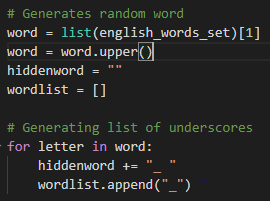 # Generates random word
word = list(english_words_set)[1]
word = word.upper()
hiddenword = ""
wordlist = []

# Generating list of underscores
for letter in word:
    hiddenword += "_ "
    wordlist.append("_")